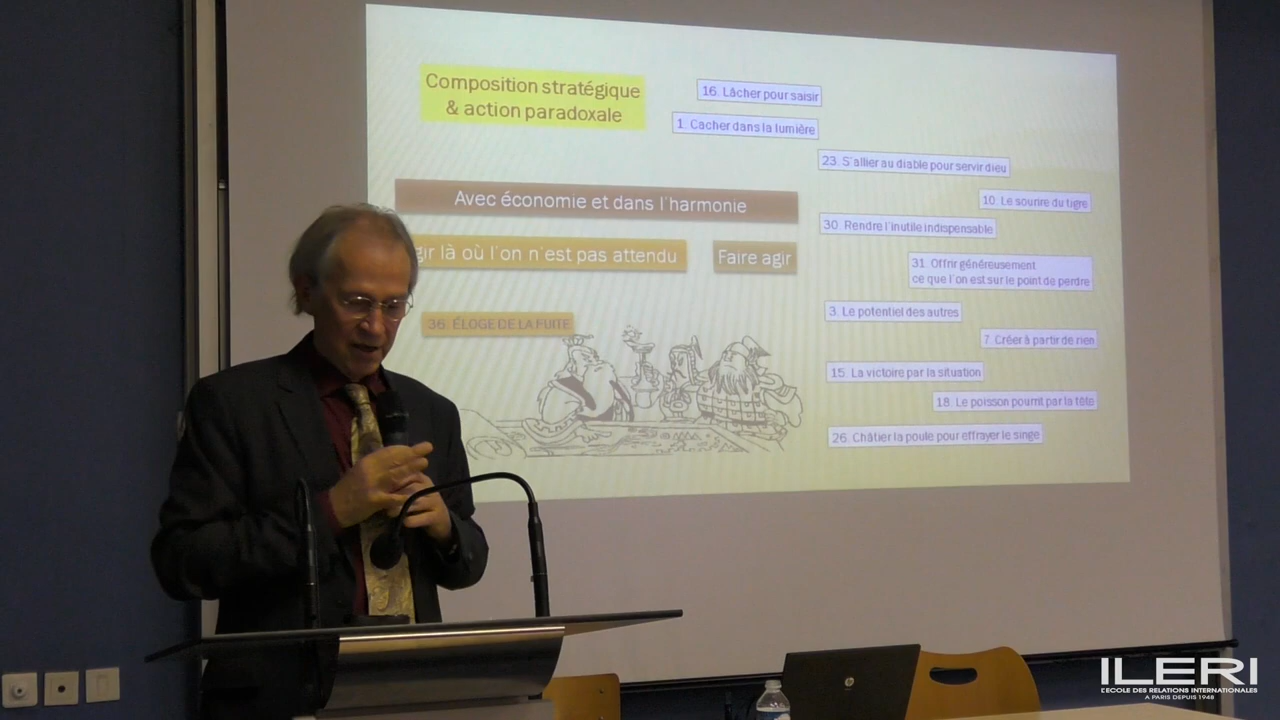 Composition stratégique
& action paradoxale
16. Lâcher pour saisir
1. Cacher dans la lumière
23. S'allier au diable pour servir dieu
Avec économie et dans l'harmonie
10. Le sourire du tigre
30. Rendre l'inutile indispensable
gir là où l'on n'est pas attendu
Faire agir
31. Offrir généreusement
ce que l'on est sur le point de perdre
3. Le potentiel des autres
36. ÉLOGE DE LA FUITE
7. Créer à partir de rien
15. La victoire par la situation
18. Le poisson pourrit par la tête
26. Châtier la poule pour effrayer le singe
hp
ILERI
L'ECOLE DES RELATIONS INTERNATIONALES
A PARIS DEPUIS 1948